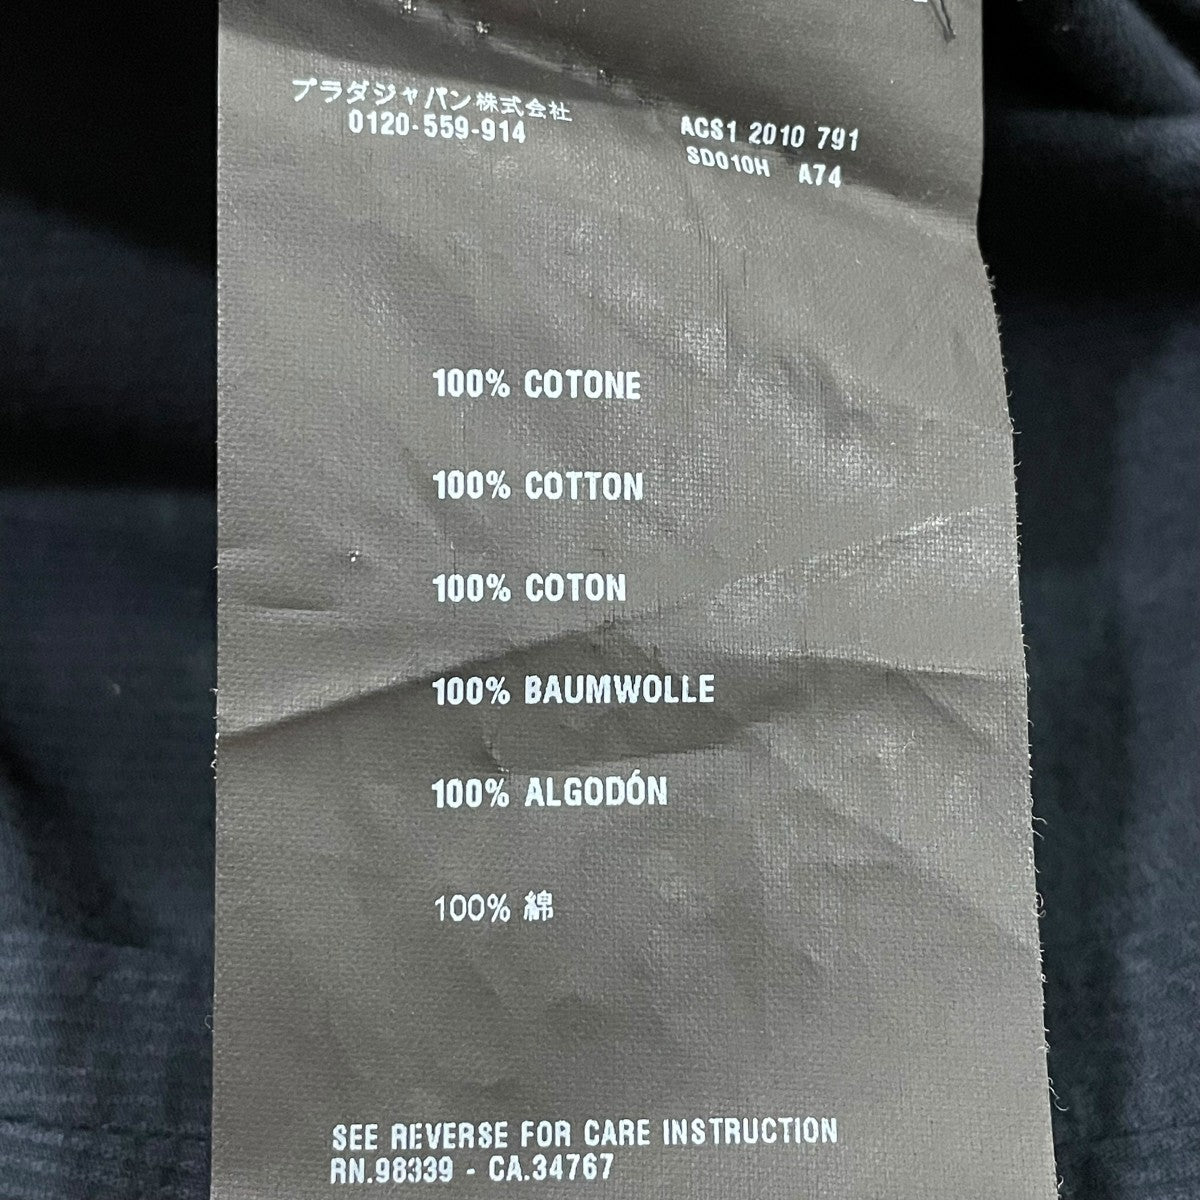 プラダジャパン株式会社
0120-559-914
ACS1 2010 791
SD010H A74
100% COTONE
100% COTTON
100% COTON
100% BAUMWOLLE
100% ALGODÓN
100% 綿
SEE REVERSE FOR CARE INSTRUCTION
RN.98339 - CA.34767